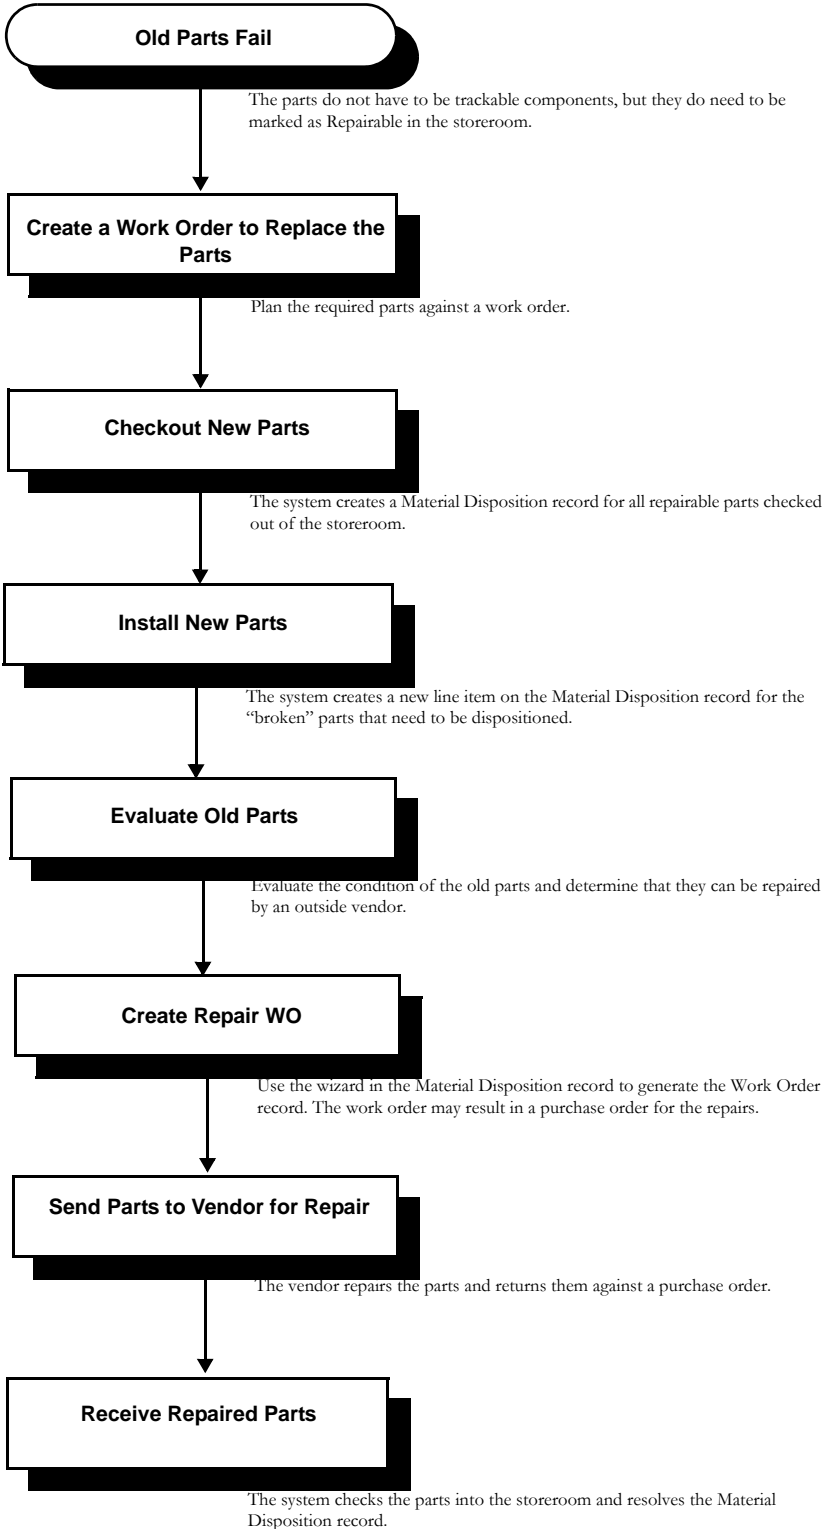 Old Parts Fail
The parts do not have to be trackable components, but they do need to be
marked as Repairable in the storeroom.
Create a Work Order to Replace the
Parts
Plan the required parts against a work order.
Checkout New Parts
The system creates a Material Disposition record for all repairable parts checked
out of the storeroom.
Install New Parts
The system creates a new line item on the Material Disposition record for the
“broken” parts that need to be dispositioned.
Evaluate Old Parts
Evaluate the condition of the old parts and determine that they can be repaired
by an outside vendor.
Create Repair WO
Use the wizard in the Material Disposition record to generate the Work Order
record. The work order may result in a purchase order for the repairs.
Send Parts to Vendor for Repair
The vendor repairs the parts and returns them against a purchase order.
Receive Repaired Parts
The system checks the parts into the storeroom and resolves the Material
Disposition record.